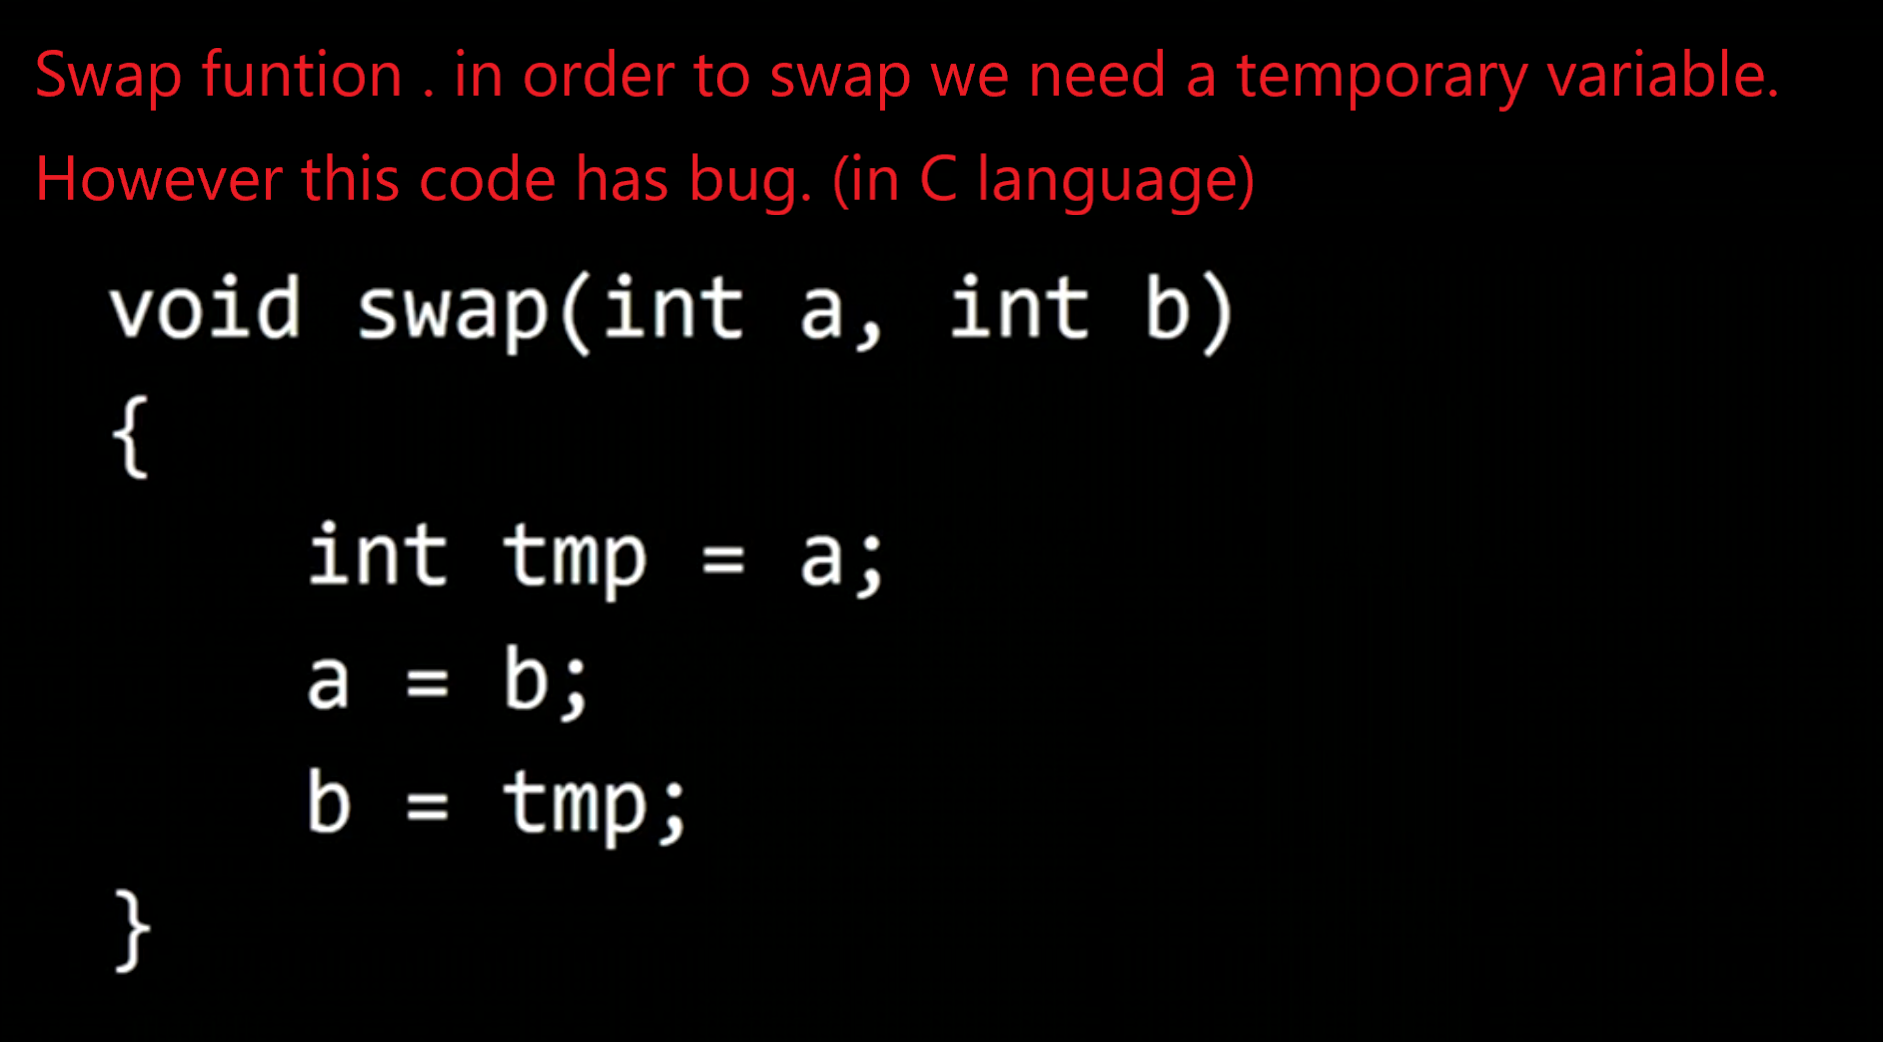 Swap funtion . in order to swap we need a temporary variable.
However this code has bug. (in C language)
void swap(int a, int b)
{
    int tmp = a;
    a = b;
    b = tmp;
}